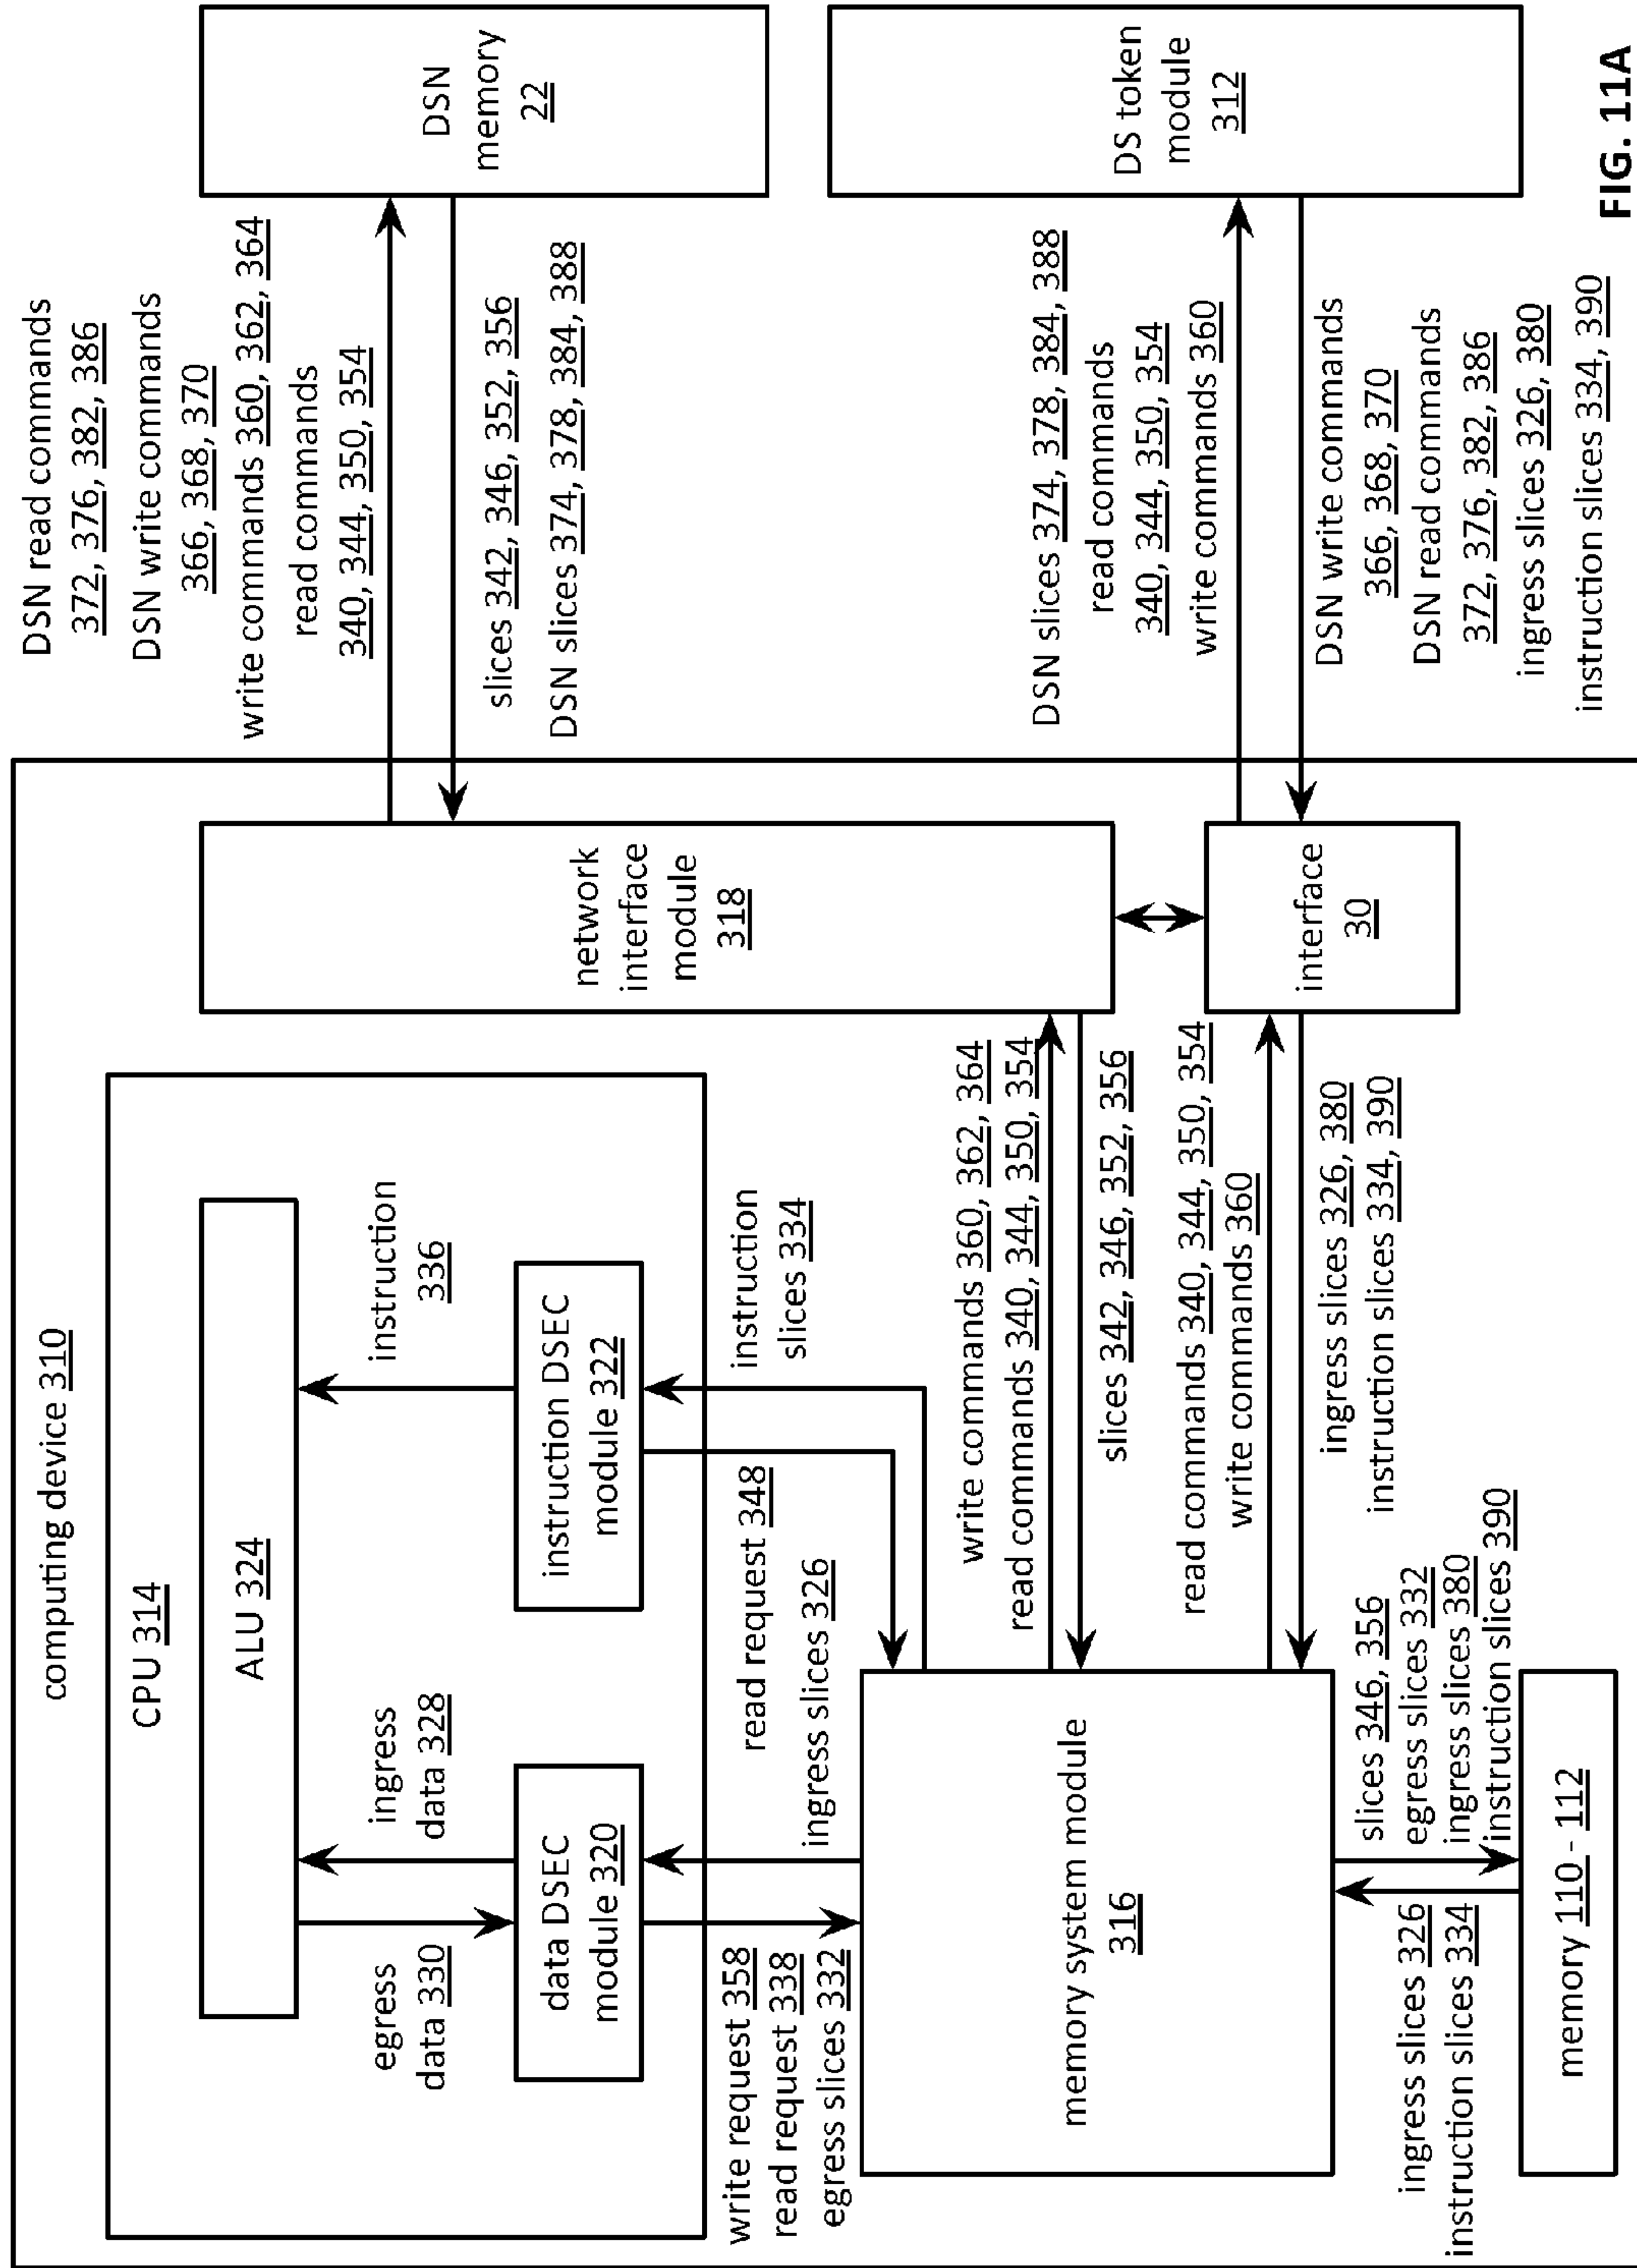 computing device 310
CPU 314
ALU 324
egress
data 330
ingress
data 328
instruction
336
data DSEC
module 320
instruction DSEC
module 322
write request 358
read request 338
egress slices 332
ingress slices 326
read request 348
instruction
slices 334
memory system module
316
write commands 360, 362, 364
read commands 340, 344, 350, 354
slices 342, 346, 352, 356
read commands 340, 344, 350, 354
write commands 360
ingress slices 326, 380
instruction slices 334, 390
ingress slices 326
instruction slices 334
slices 346, 356
egress slices 332
ingress slices 380
instruction slices 390
memory 110 - 112
network
interface
module
318
interface
30
DSN read commands
372, 376, 382, 386
DSN write commands
366, 368, 370
write commands 360, 362, 364
read commands
340, 344, 350, 354
slices 342, 346, 352, 356
DSN slices 374, 378, 384, 388
DSN
memory
22
DSN slices 374, 378, 384, 388
read commands
340, 344, 350, 354
write commands 360
DSN write commands
366, 368, 370
DSN read commands
372, 376, 382, 386
ingress slices 326, 380
instruction slices 334, 390
DS token
module
312
FIG. 11A